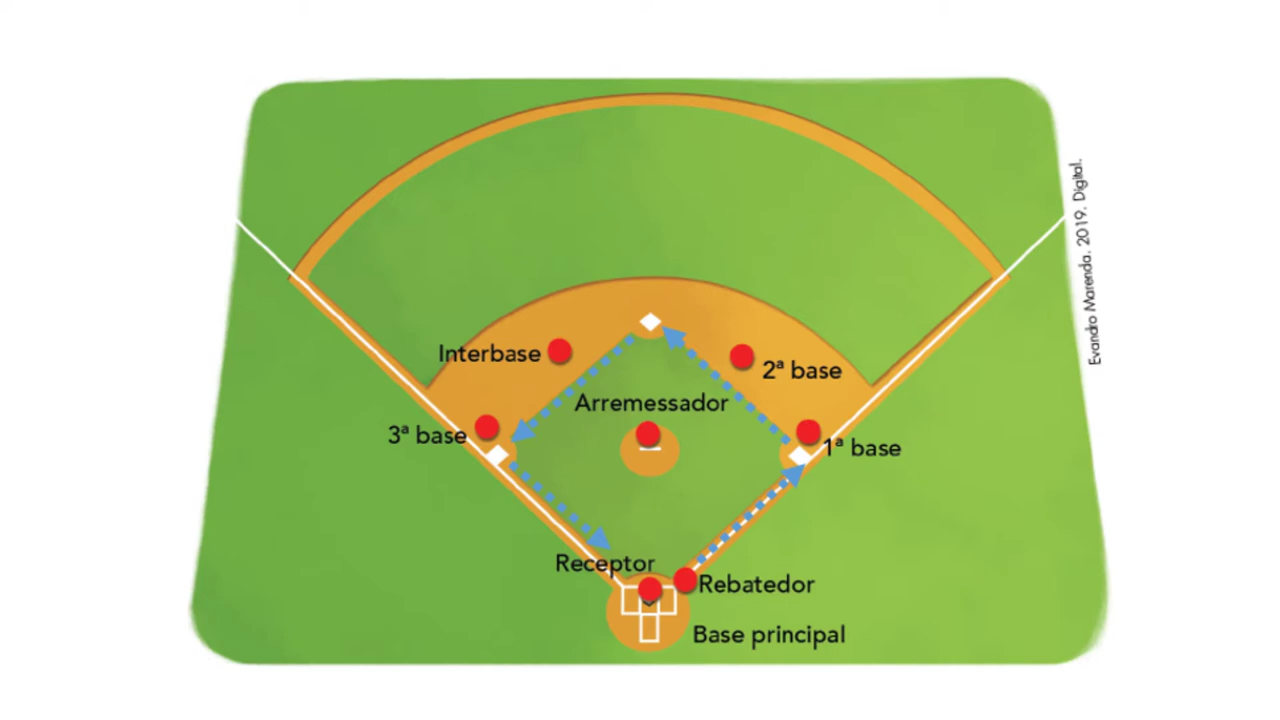 Interbase
2ª base
Arremessador
3ª base
1ª base
Receptor
Rebatedor
Base principal
Evandro Marenda. 2019. Digital.